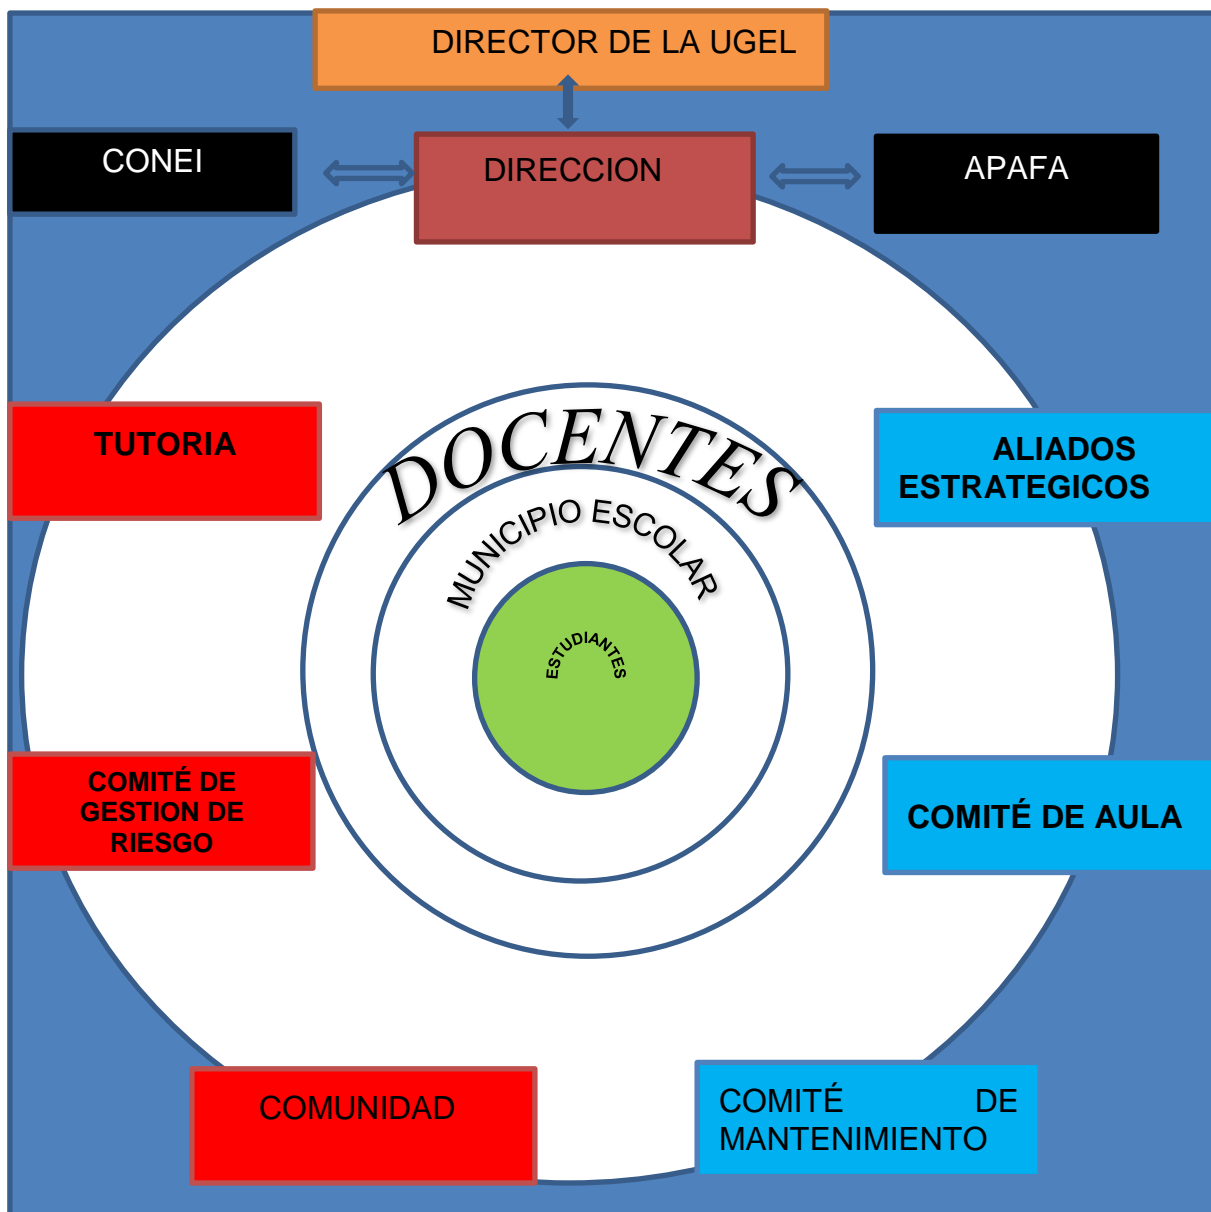 DIRECTOR DE LA UGEL
CONEI
DIRECCION
APAFA
TUTORIA
DOCENTES
ALIADOS
ESTRATEGICOS
MUNICIPIO ESCOLAR
ESTUDIANTES
COMITÉ DE
GESTION DE
RIESGO
COMITÉ DE AULA
COMUNIDAD
COMITÉ DE
MANTENIMIENTO